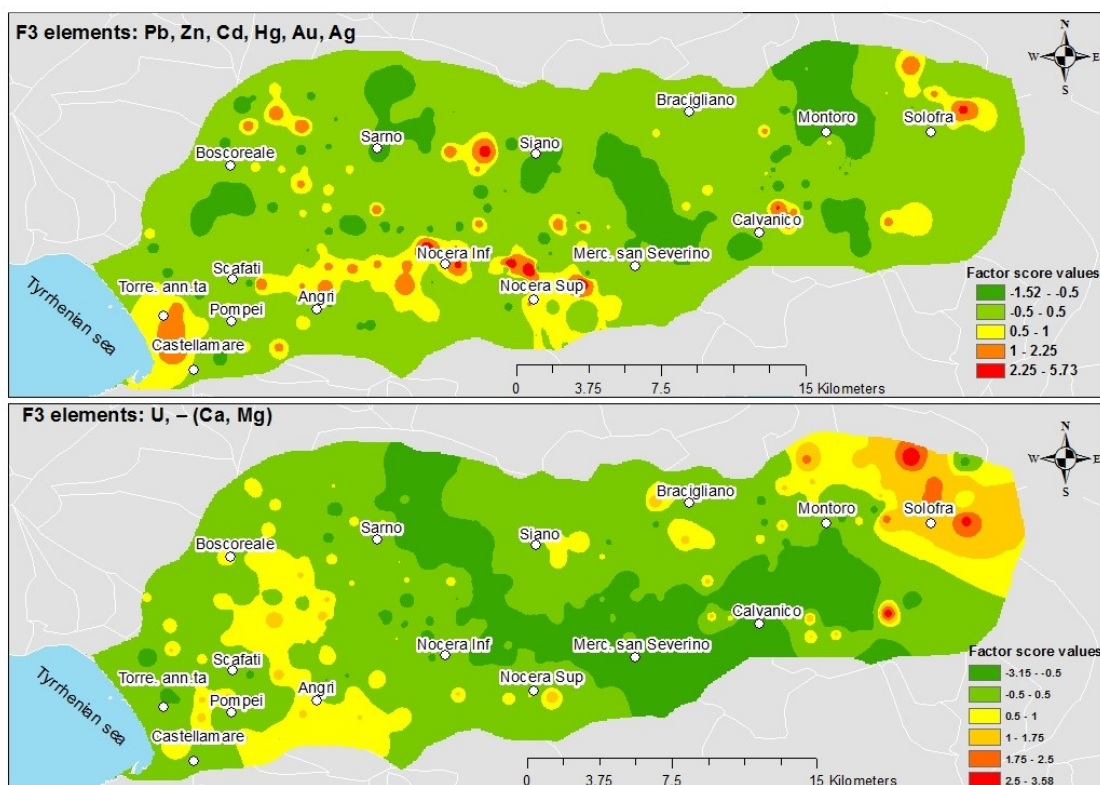 F3 elements: Pb, Zn, Cd, Hg, Au, Ag
N
W E
S
Bracigliano
Montoro
Solofra
Sarno
Siano
Boscoreale
Calvanico
Nocera Inf
Merc. san Severino
Scafati
Torre. ann.ta
Nocera Sup
Angri
Pompei
Tyrrhenian sea
Castellamare
Factor score values
-1.52 - -0.5
-0.5 - 0.5
0.5 - 1
1 - 2.25
2.25 - 5.73
0 3.75 7.5 15 Kilometers
F3 elements: U, – (Ca, Mg)
N
W E
S
Bracigliano
Montoro
Solofra
Sarno
Siano
Boscoreale
Calvanico
Nocera Inf
Merc. san Severino
Scafati
Torre. ann.ta
Nocera Sup
Angri
Pompei
Tyrrhenian sea
Castellamare
Factor score values
-3.15 - -0.5
-0.5 - 0.5
0.5 - 1
1 - 1.75
1.75 - 2.5
2.5 - 3.58
0 3.75 7.5 15 Kilometers